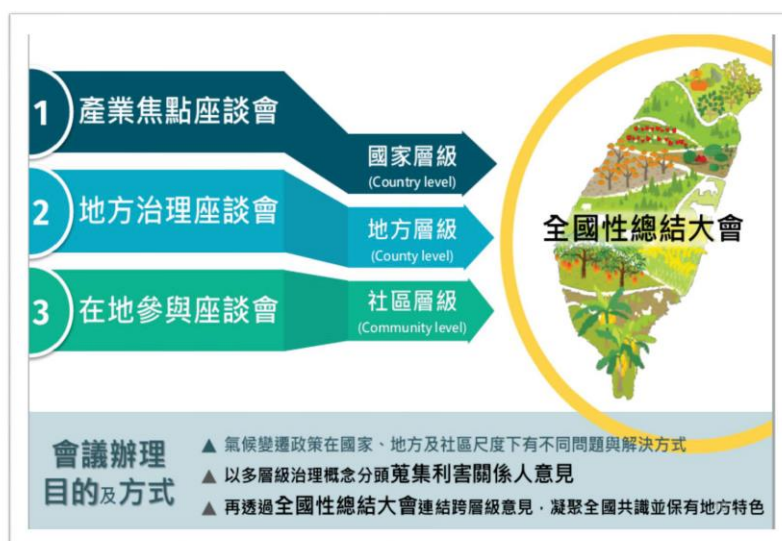 1 產業焦點座談會
國家層級
(Country level)
2 地方治理座談會
地方層級
(County level)
3 在地參與座談會
社區層級
(Community level)
全國性總結大會
會議辦理
目的及方式
▲ 氣候變遷政策在國家、地方及社區尺度下有不同問題與解決方式
▲ 以多層級治理概念分頭蒐集利害關係人意見
▲ 再透過全國性總結大會連結跨層級意見，凝聚全國共識並保有地方特色